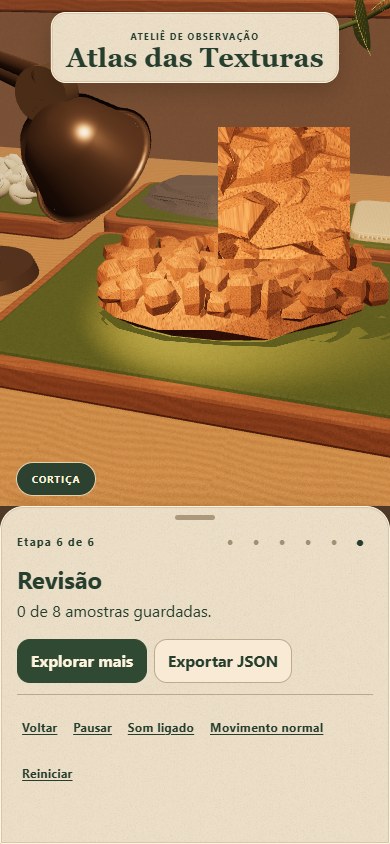 ATELIÊ DE OBSERVAÇÃO
Atlas das Texturas
CORTIÇA
Etapa 6 de 6
Revisão
0 de 8 amostras guardadas.
Explorar mais Exportar JSON
Voltar Pausar Som ligado Movimento normal
Reiniciar